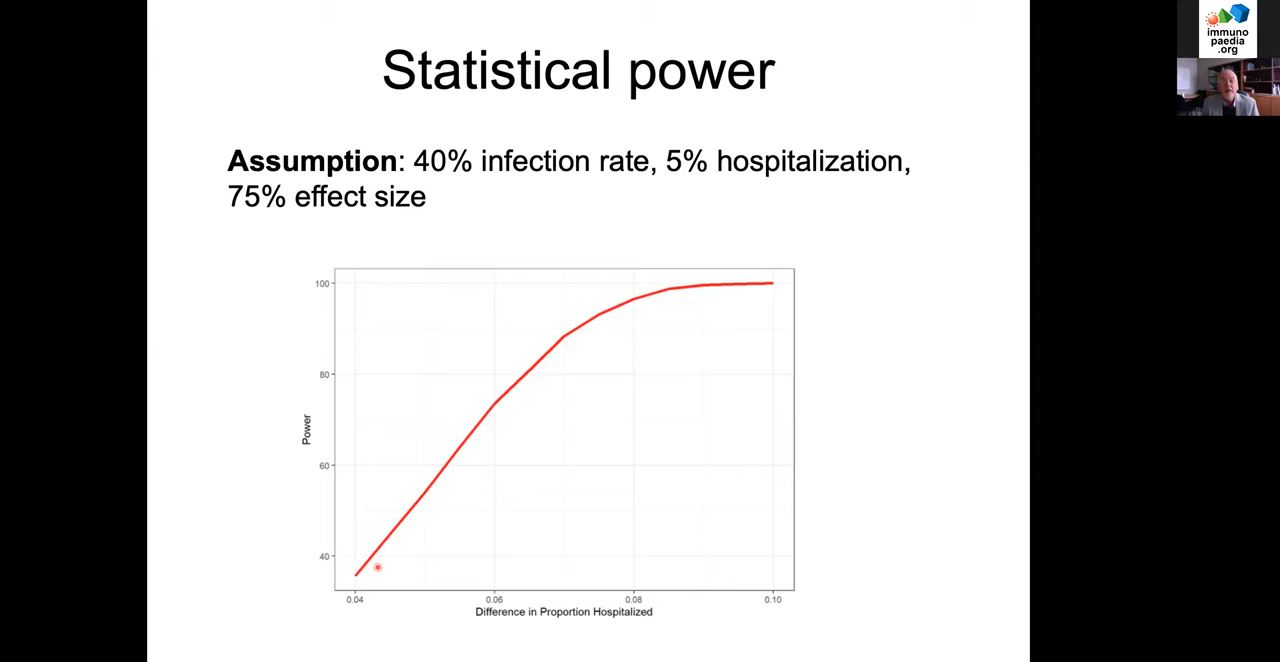 Statistical power
immuno
paedia
.org
Assumption: 40% infection rate, 5% hospitalization,
75% effect size
100
80
60
40
Power
0.04
0.06
0.08
0.10
Difference in Proportion Hospitalized